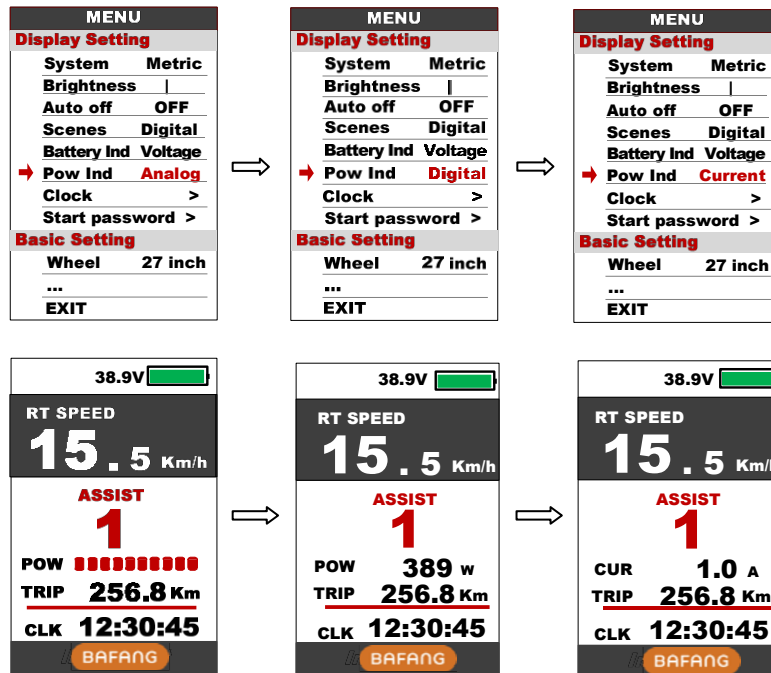 MENU
Display Setting
System Metric
Brightness |
Auto off OFF
Scenes Digital
Battery Ind Voltage
Pow Ind Analog
Clock >
Start password >
Basic Setting
Wheel 27 inch
...
EXIT
MENU
Display Setting
System Metric
Brightness ||
Auto off OFF
Scenes Digital
Battery Ind Voltage
Pow Ind Digital
Clock >
Start password >
Basic Setting
Wheel 27 inch
...
EXIT
MENU
Display Setting
System Metric
Brightness |
Auto off OFF
Scenes Digital
Battery Ind Voltage
Pow Ind Current
Clock >
Start password >
Basic Setting
Wheel 27 inch
...
EXIT
38.9V
RT SPEED
15.5 Km/h
ASSIST
1
POW
TRIP 256.8 Km
CLK 12:30:45
BAFANG
38.9V
RT SPEED
15.5 Km/h
ASSIST
1
POW 389 W
TRIP 256.8 Km
CLK 12:30:45
BAFANG
38.9V
RT SPEED
15.5 Km/
ASSIST
1
CUR 1.0 A
TRIP 256.8 Km
CLK 12:30:45
BAFANG